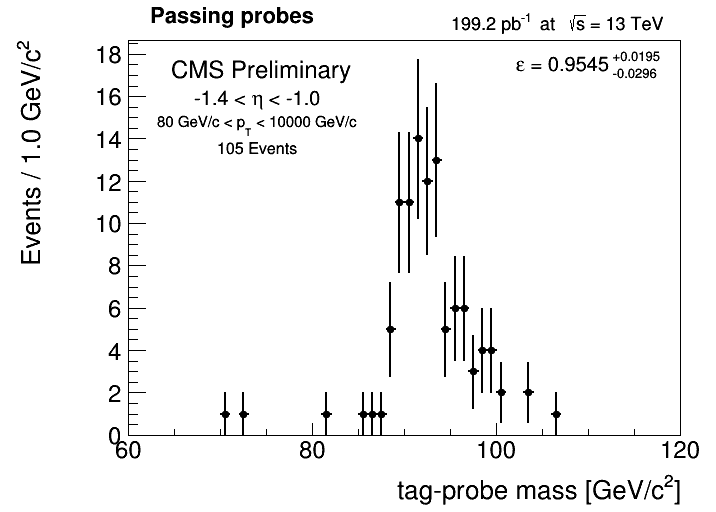 Passing probes
199.2 pb⁻¹ at √s = 13 TeV
CMS Preliminary
-1.4 < η < -1.0
80 GeV/c < p_T < 10000 GeV/c
105 Events
ε = 0.9545 +0.0195 -0.0296
Events / 1.0 GeV/c²
18
16
14
12
10
8
6
4
2
0
60 80 100 120
tag-probe mass [GeV/c²]